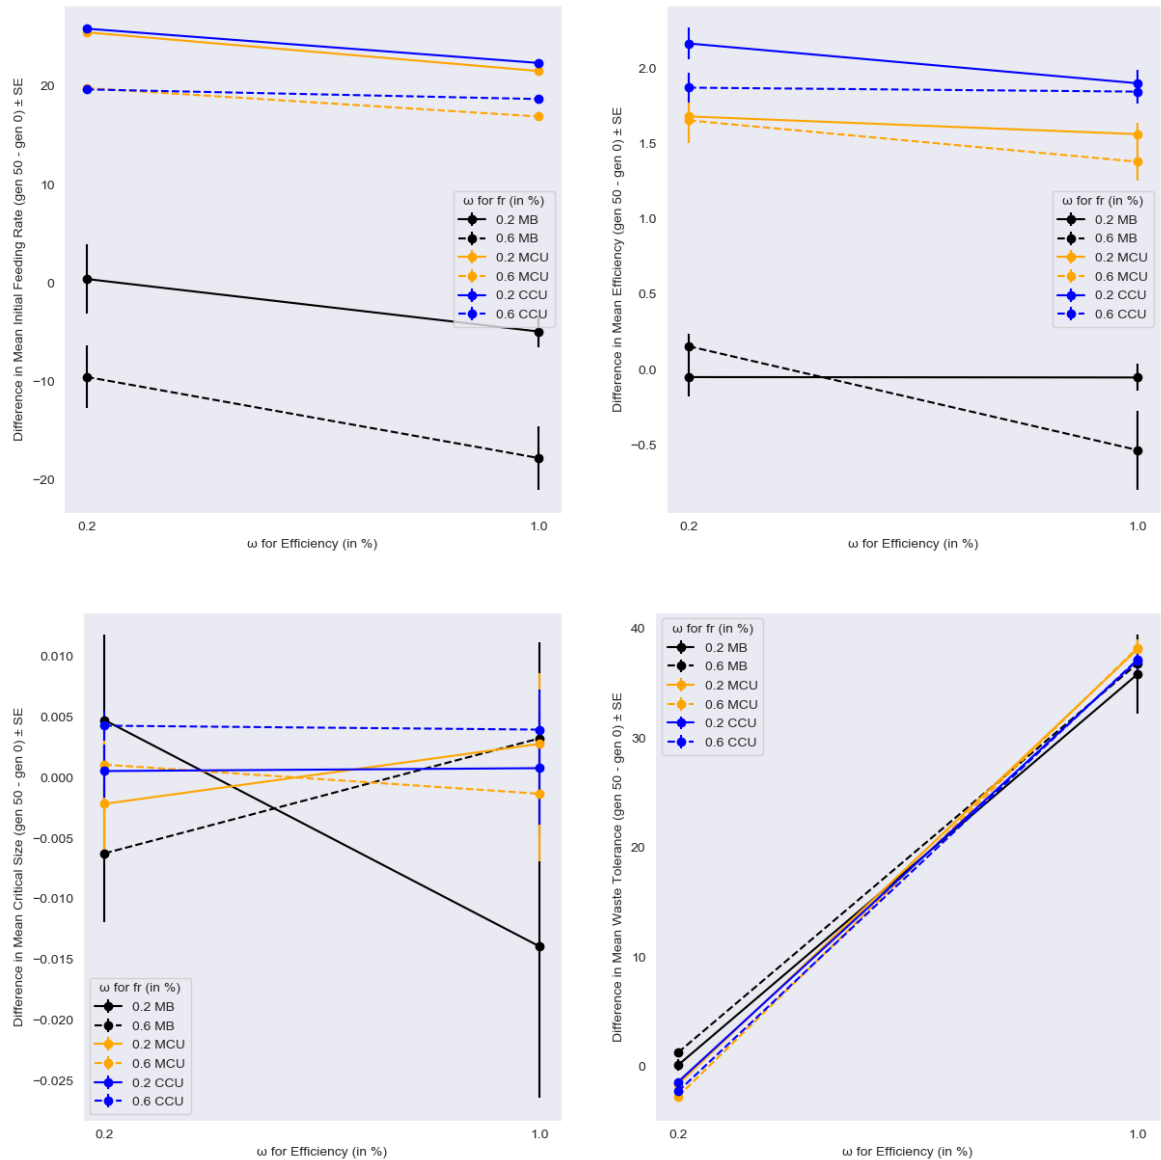 Difference in Mean Initial Feeding Rate (gen 50 - gen 0) ± SE
20
10
0
−10
−20
0.2
1.0
ω for Efficiency (in %)
ω for fr (in %)
0.2 MB
0.6 MB
0.2 MCU
0.6 MCU
0.2 CCU
0.6 CCU
Difference in Mean Efficiency (gen 50 - gen 0) ± SE
2.0
1.5
1.0
0.5
0.0
−0.5
0.2
1.0
ω for Efficiency (in %)
ω for fr (in %)
0.2 MB
0.6 MB
0.2 MCU
0.6 MCU
0.2 CCU
0.6 CCU
Difference in Mean Critical Size (gen 50 - gen 0) ± SE
0.010
0.005
0.000
−0.005
−0.010
−0.015
−0.020
−0.025
0.2
1.0
ω for Efficiency (in %)
ω for fr (in %)
0.2 MB
0.6 MB
0.2 MCU
0.6 MCU
0.2 CCU
0.6 CCU
Difference in Mean Waste Tolerance (gen 50 - gen 0) ± SE
40
30
20
10
0
0.2
1.0
ω for Efficiency (in %)
ω for fr (in %)
0.2 MB
0.6 MB
0.2 MCU
0.6 MCU
0.2 CCU
0.6 CCU